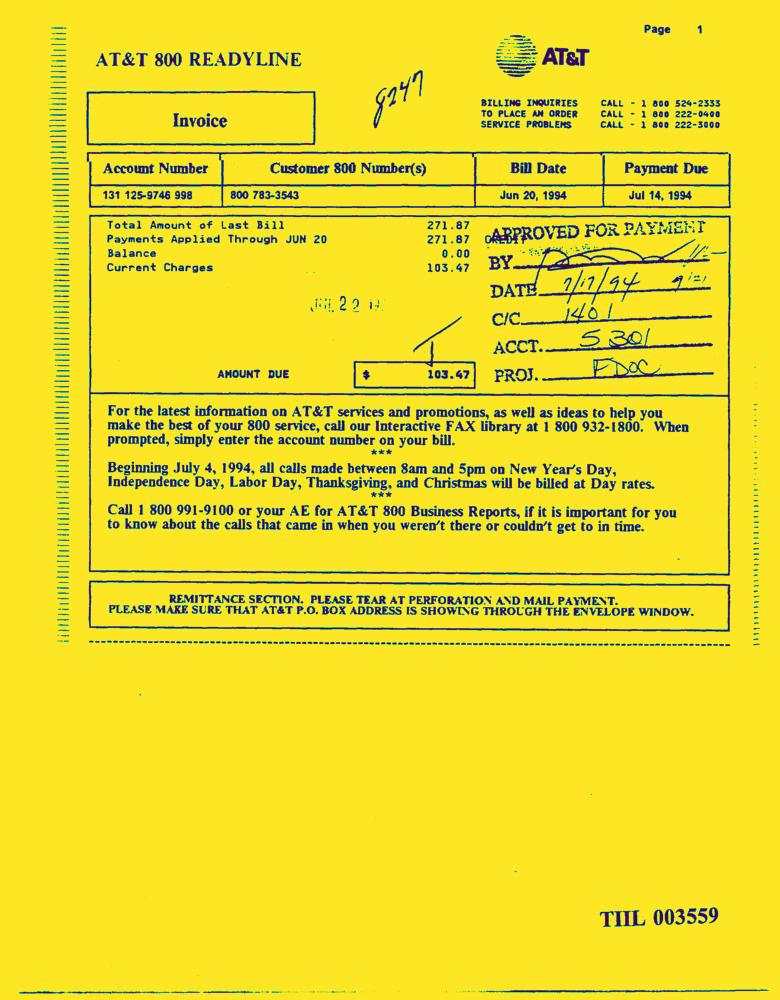 Page 1
AT&T 800 READYLINE
AT&T
8247
Invoice
BILLING INQUIRIES CALL - 1 800 524-2333
TO PLACE AN ORDER CALL - 1 800 222-0400
SERVICE PROBLEMS CALL - 1 800 222-3000
Account Number Customer 800 Number(s) Bill Date Payment Due
131 125-9746 998 800 783-3543 Jun 20, 1994 Jul 14, 1994
Total Amount of Last Bill 271.87
Payments Applied Through JUN 20 271.87 CREDIT
Balance 0.00
Current Charges 103.47
APPROVED FOR PAYMENT
BY
DATE 7/17/94
C/C 1401
ACCT. 5301
PROJ. FDOC
22
AMOUNT DUE $ 103.47
For the latest information on AT&T services and promotions, as well as ideas to help you
make the best of your 800 service, call our Interactive FAX library at 1 800 932-1800. When
prompted, simply enter the account number on your bill.
***
Beginning July 4, 1994, all calls made between 8am and 5pm on New Year's Day,
Independence Day, Labor Day, Thanksgiving, and Christmas will be billed at Day rates.
***
Call 1 800 991-9100 or your AE for AT&T 800 Business Reports, if it is important for you
to know about the calls that came in when you weren't there or couldn't get to in time.
REMITTANCE SECTION. PLEASE TEAR AT PERFORATION AND MAIL PAYMENT.
PLEASE MAKE SURE THAT AT&T P.O. BOX ADDRESS IS SHOWING THROUGH THE ENVELOPE WINDOW.
TIIL 003559